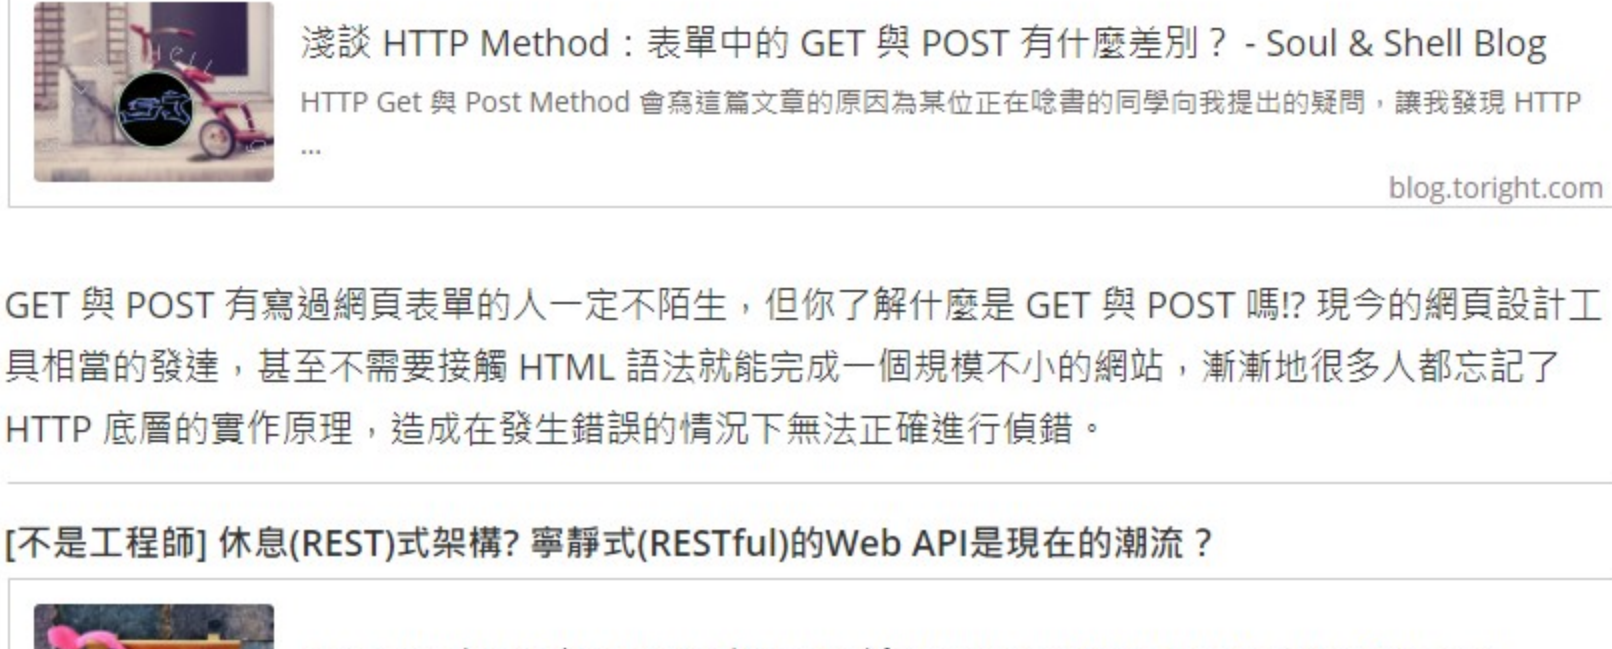 淺談 HTTP Method：表單中的 GET 與 POST 有什麼差別？ - Soul & Shell Blog
HTTP Get 與 Post Method 會寫這篇文章的原因為某位正在唸書的同學向我提出的疑問，讓我發現 HTTP
...
blog.toright.com
GET 與 POST 有寫過網頁表單的人一定不陌生，但你了解什麼是 GET 與 POST 嗎!? 現今的網頁設計工
具相當的發達，甚至不需要接觸 HTML 語法就能完成一個規模不小的網站，漸漸地很多人都忘記了
HTTP 底層的實作原理，造成在發生錯誤的情況下無法正確進行偵錯。
[不是工程師] 休息(REST)式架構? 寧靜式(RESTful)的Web API是現在的潮流？